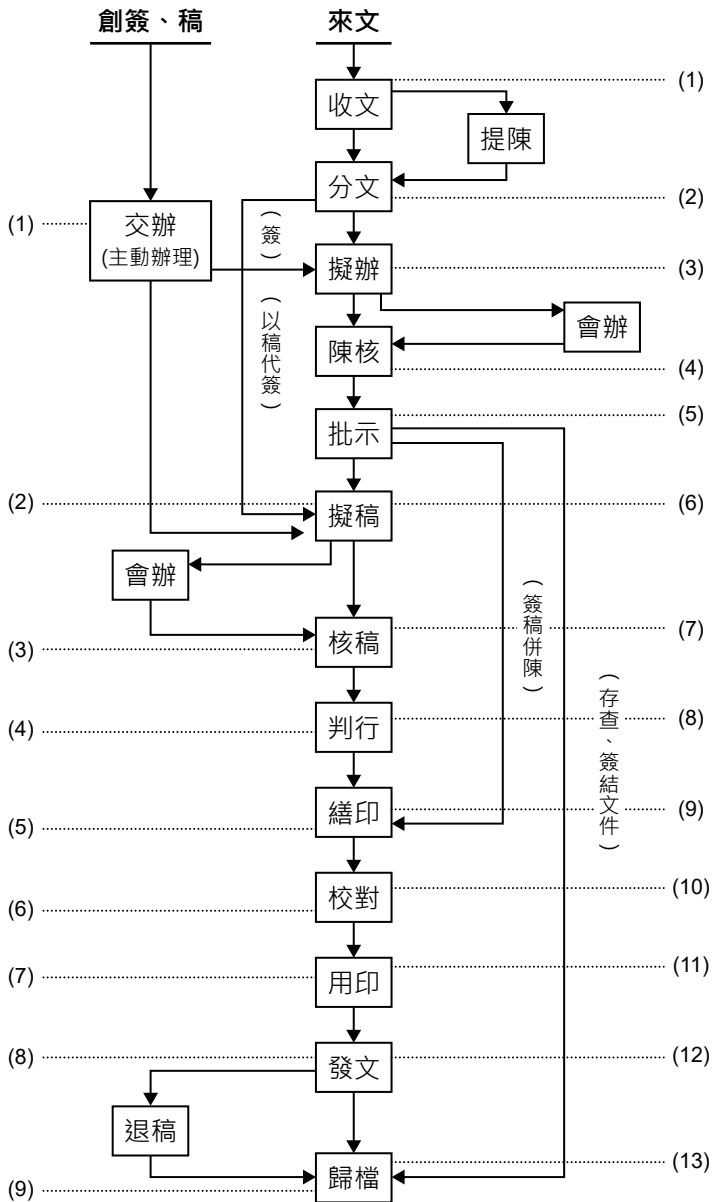 創簽、稿
來文
(1)
收文
提陳
分文
(2)
(1)
交辦
(主動辦理)
(簽)
擬辦
(3)
(以稿代簽)
會辦
陳核
(4)
批示
(5)
(2)
擬稿
(6)
會辦
(簽稿併陳)
核稿
(7)
(3)
(存查、簽結文件)
判行
(8)
(4)
繕印
(9)
(5)
校對
(10)
(6)
用印
(11)
(7)
發文
(12)
(8)
退稿
歸檔
(13)
(9)